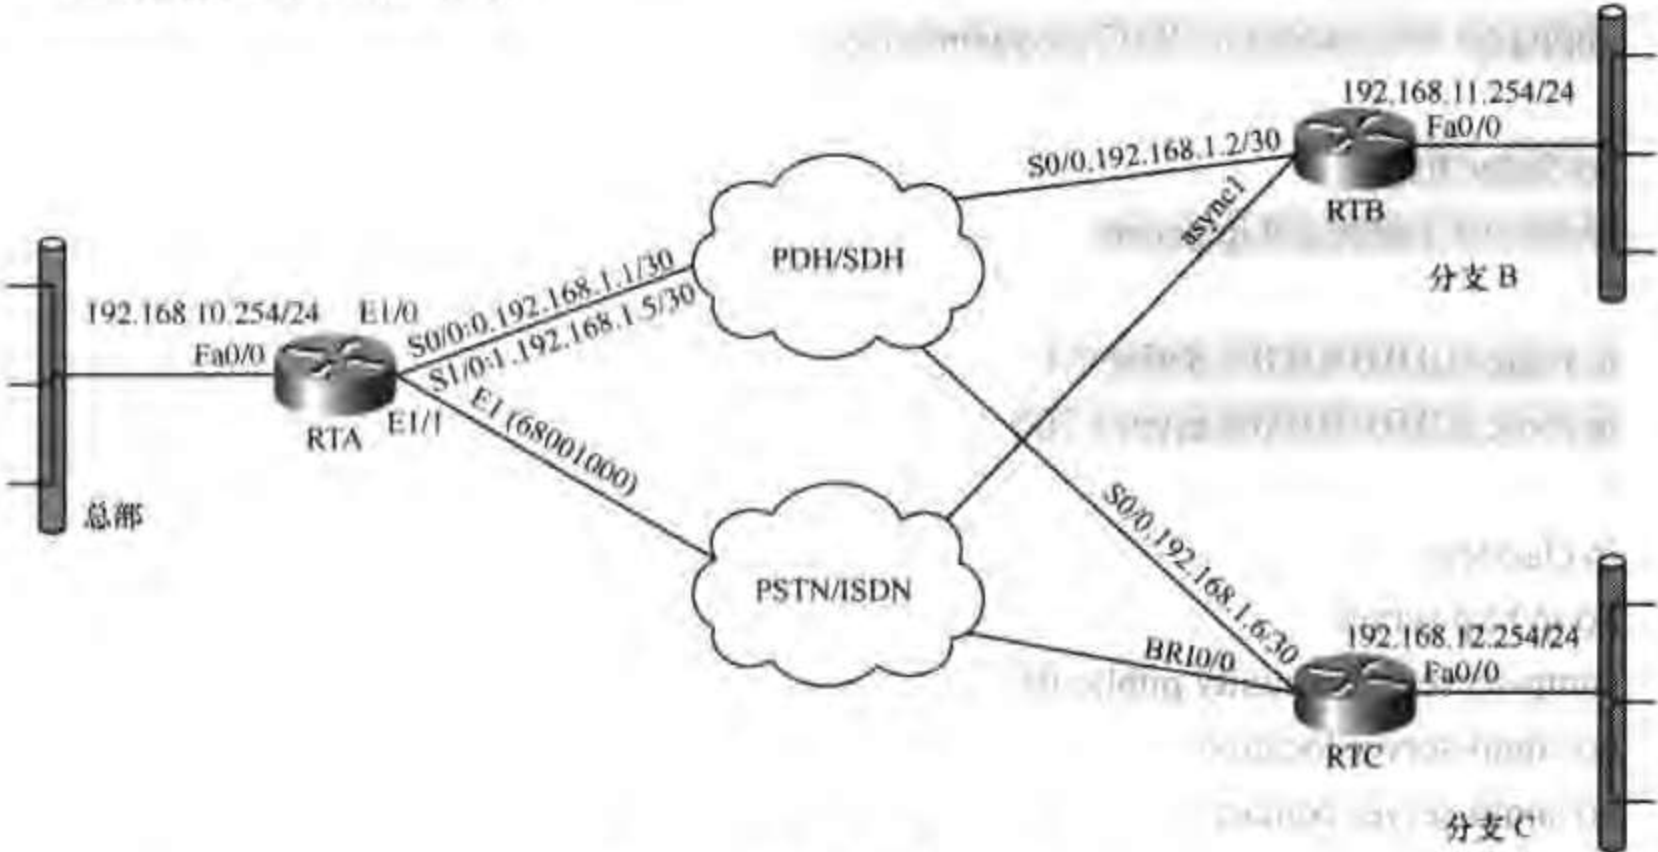 192.168.11.254/24
Fa0/0
S0/0.192.168.1.2/30
async1
RTB
PDH/SDH
分支 B
192.168 10.254/24
E1/0
S0/0:0.192.168.1.1/30
Fa0/0
S1/0:1.192.168.1.5/30
RTA
E1/1
E1 (68001000)
总部
S0/0.192.168.1.6/30
PSTN/ISDN
192.168.12.254/24
BRI0/0
Fa0/0
RTC
分支 C